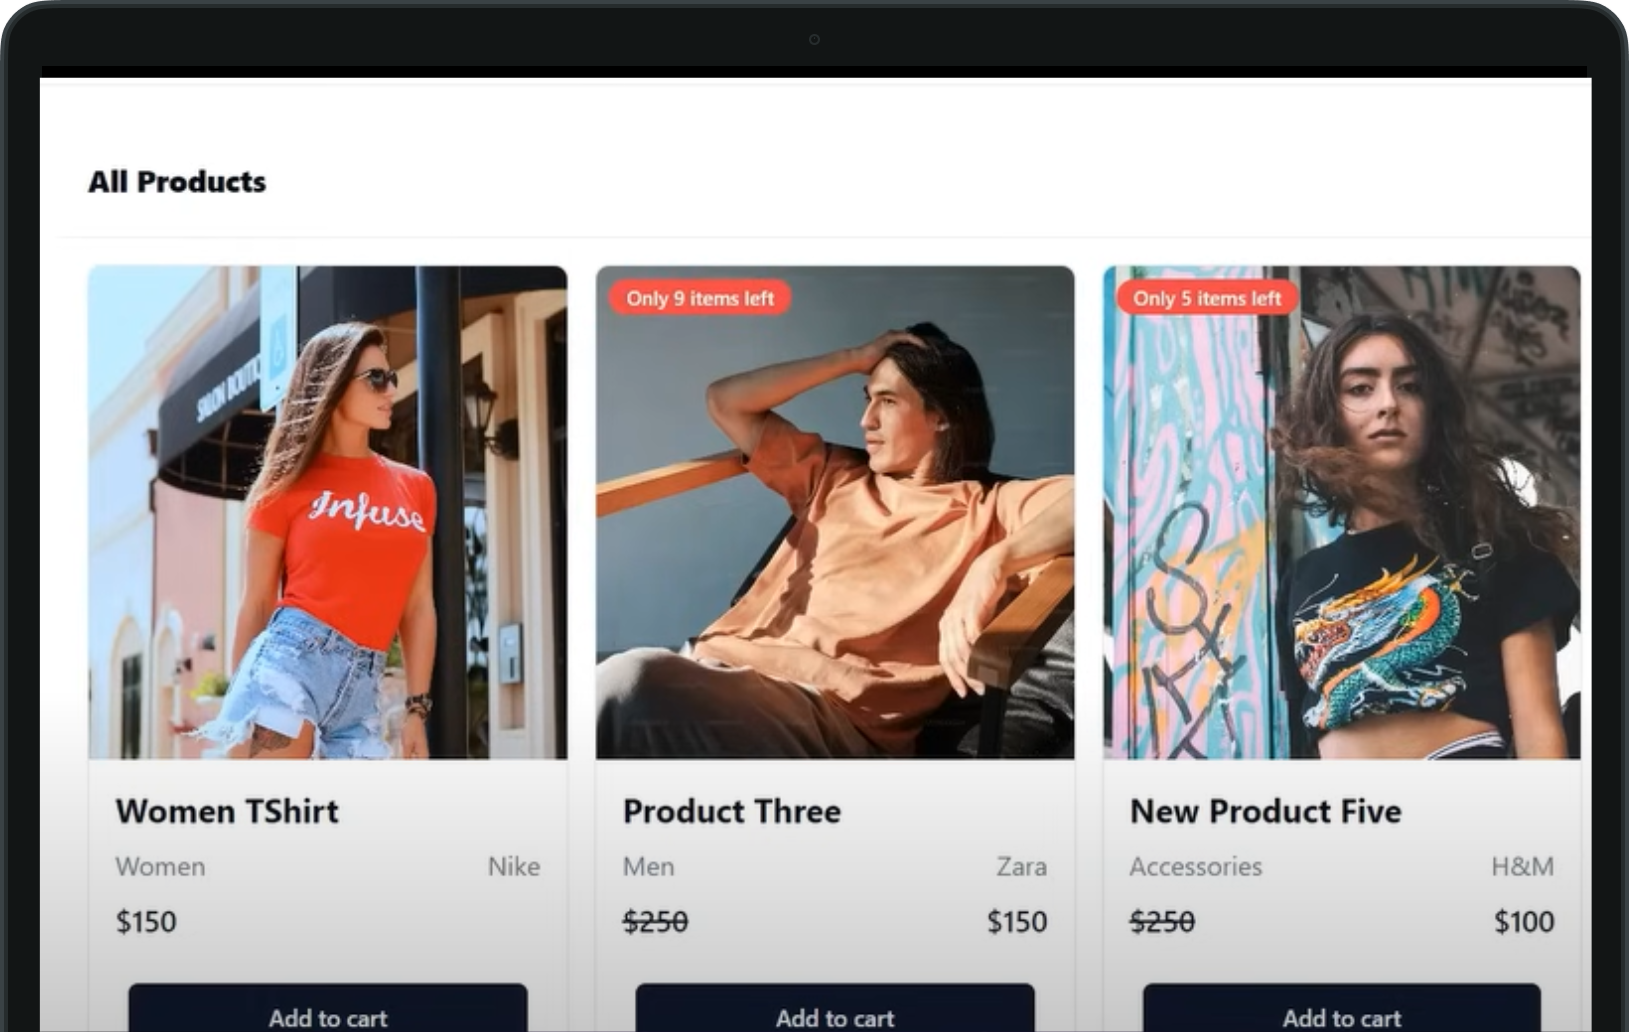 All Products
Only 9 items left
Only 5 items left
Infuse
Women TShirt
Women
Nike
$150
Product Three
Men
Zara
$250
$150
New Product Five
Accessories
H&M
$250
$100
Add to cart
Add to cart
Add to cart